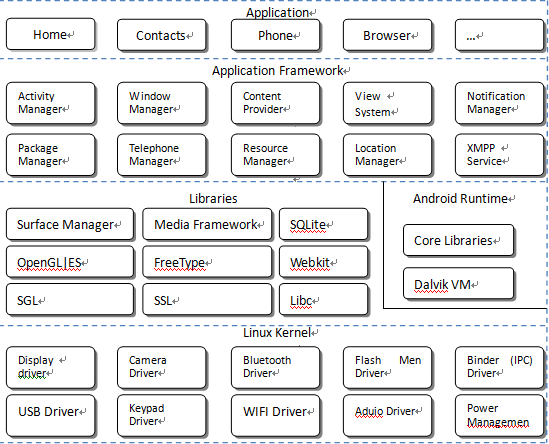 Application
Home Contacts Phone Browser ...
Application Framework
Activity Window Content View Notification
Manager Manager Provider System Manager
Package Telephone Resource Location XMPP
Manager Manager Manager Manager Service
Libraries Android Runtime
Surface Manager Media Framework SQLite
Core Libraries
OpenGL|ES FreeType Webkit
Dalvik VM
SGL SSL Libc
Linux Kernel
Display Camera Bluetooth Flash Men Binder (IPC)
driver Driver Driver Driver Driver
USB Driver Keypad WIFI Driver Aduio Driver Power
Driver Managemen